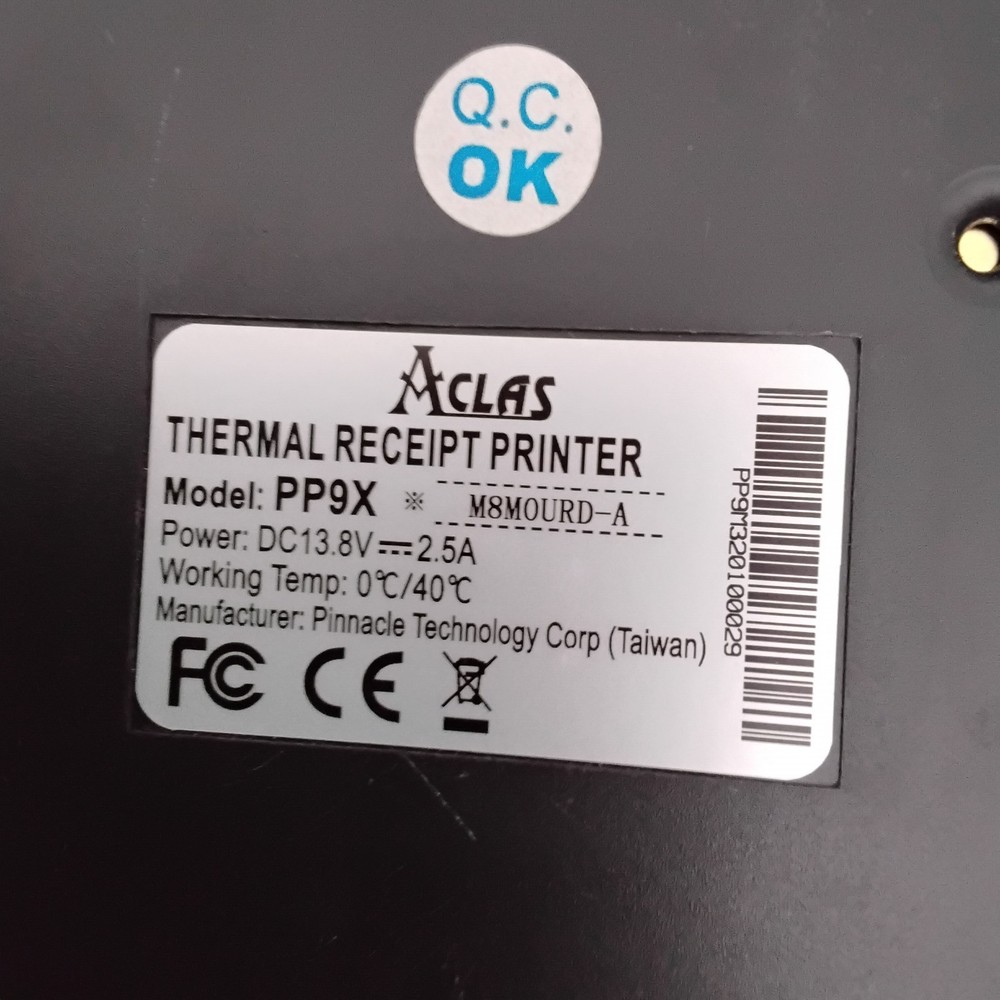 Q.C.
OK
ACLAS
THERMAL RECEIPT PRINTER
Model: PP9X ※ M8MOURD-A
Power: DC13.8V⎓2.5A
Working Temp: 0℃/40℃
Manufacturer: Pinnacle Technology Corp (Taiwan)
FC CE
PP9M320100029